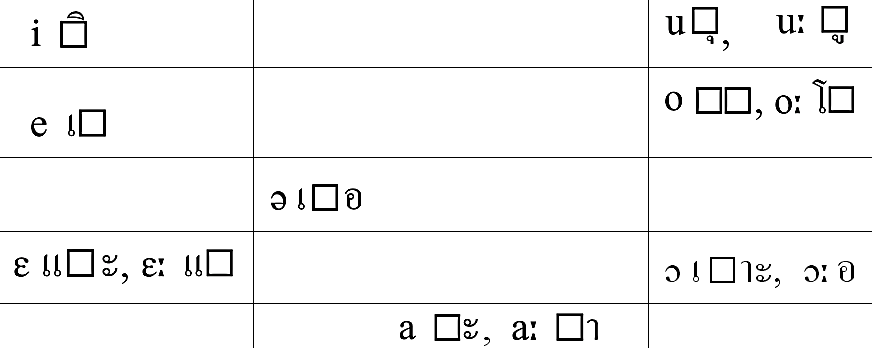 i □ิ u□ุ, uː □ู
e เ□ o □□, oː โ□
ə เ□อ
ɛ แ□ะ, ɛː แ□ ɔ เ□าะ, ɔː อ
a □ะ, aː □า